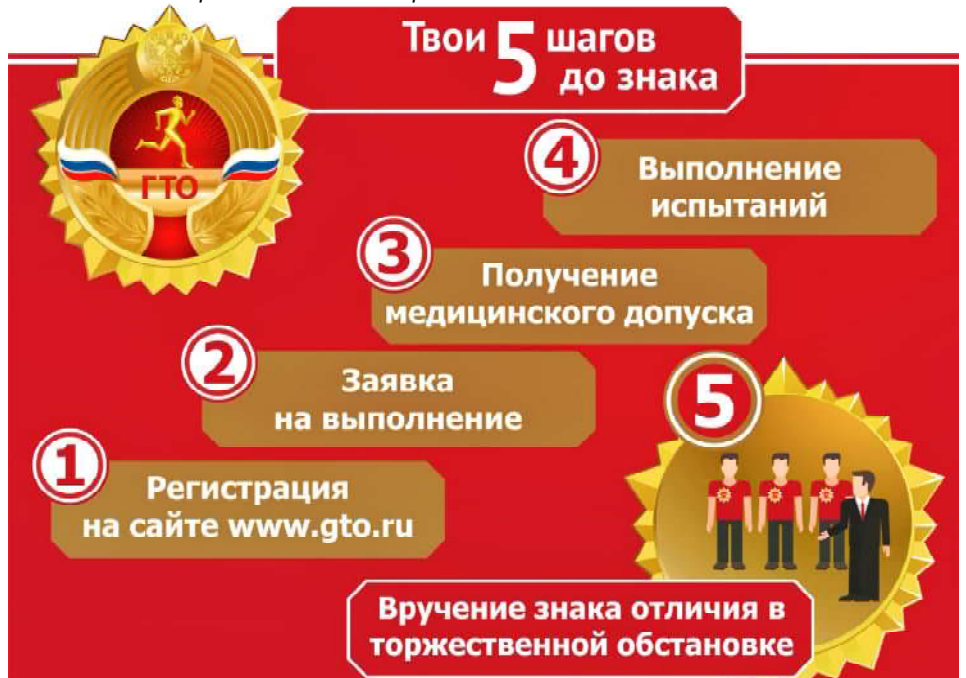 Твои 5 шагов
до знака
ГТО
4
Выполнение
испытаний
3
Получение
медицинского допуска
2
Заявка
на выполнение
1
Регистрация
на сайте www.gto.ru
5
Вручение знака отличия в
торжественной обстановке